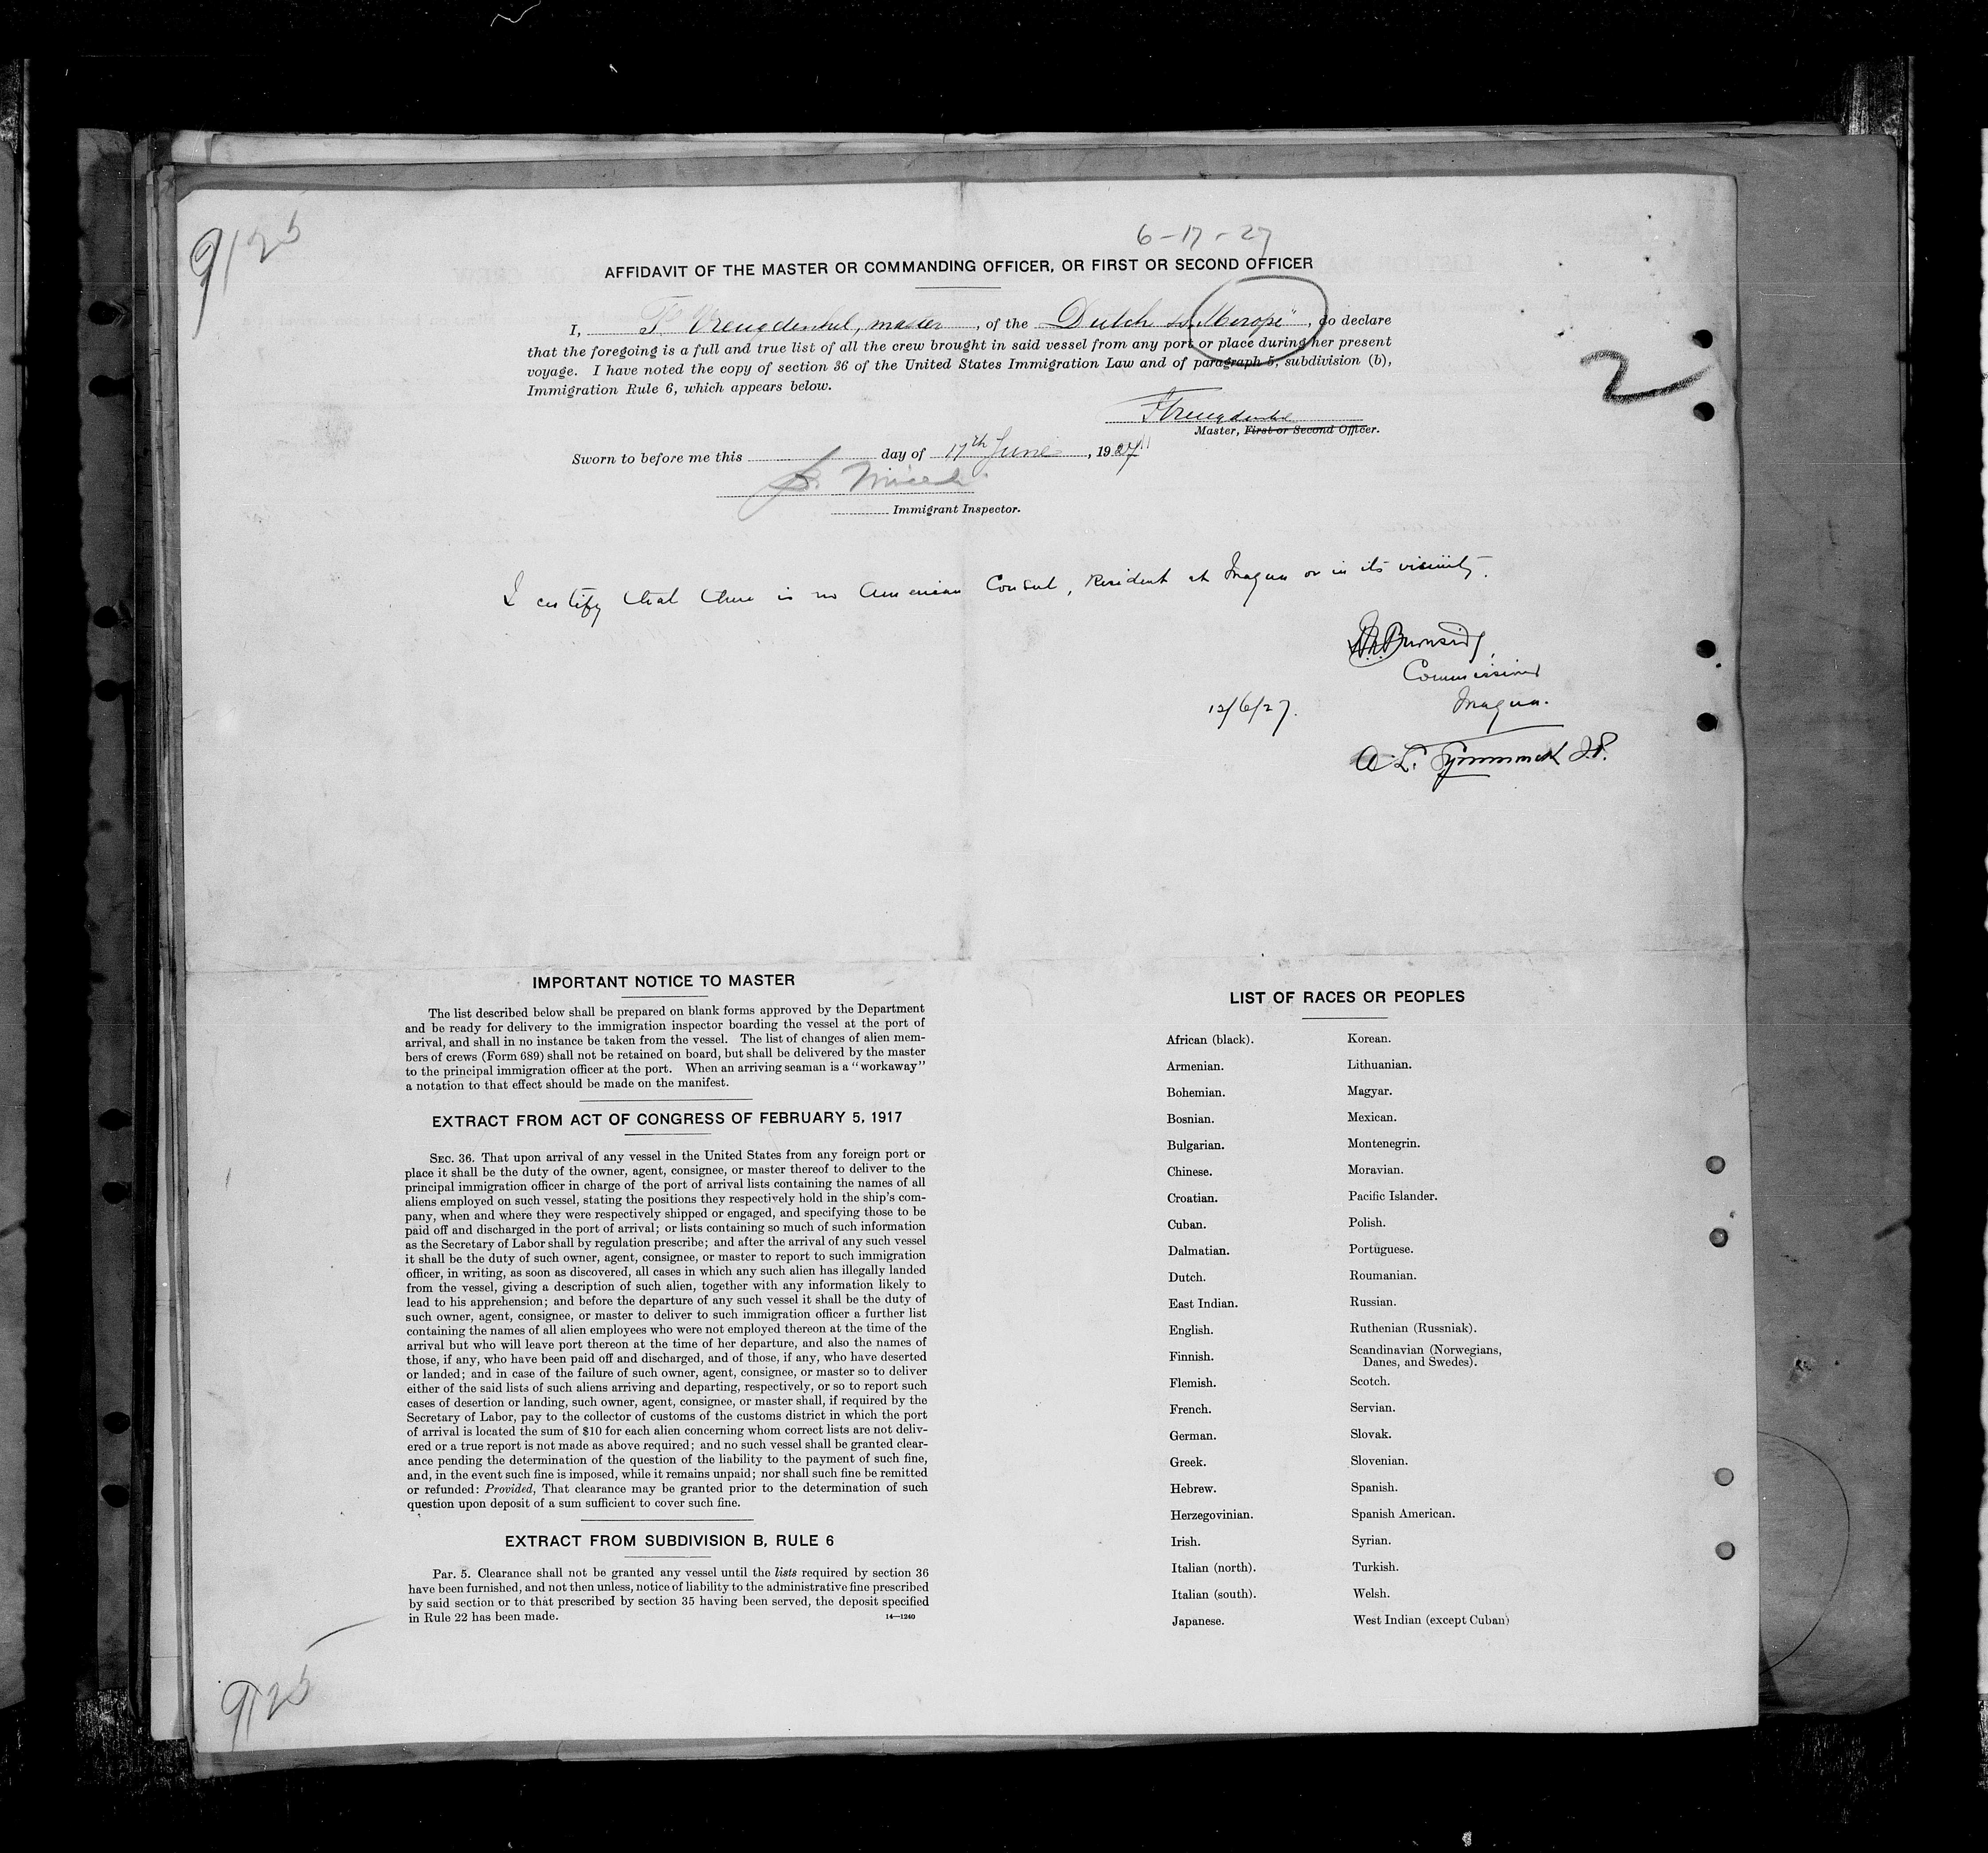 9125
6-17-27
AFFIDAVIT OF THE MASTER OR COMMANDING OFFICER, OR FIRST OR SECOND OFFICER
I, F Vreugdenhil, master, of the Dutch ss "Merope", do declare
that the foregoing is a full and true list of all the crew brought in said vessel from any port or place during her present
voyage. I have noted the copy of section 36 of the United States Immigration Law and of paragraph 5, subdivision (b),
Immigration Rule 6, which appears below.
2
FVreugdenhil
Master, First or Second Officer.
Sworn to before me this day of 17th June, 1927
Immigrant Inspector.
I certify that there is no American Consul, Resident at Inagua or in its vicinity.
Burnside,
Commissioner
12/6/27.
Inagua.
A. L. Symmonett J.P.
IMPORTANT NOTICE TO MASTER
The list described below shall be prepared on blank forms approved by the Department
and be ready for delivery to the immigration inspector boarding the vessel at the port of
arrival, and shall in no instance be taken from the vessel. The list of changes of alien mem-
bers of crews (Form 689) shall not be retained on board, but shall be delivered by the master
to the principal immigration officer at the port. When an arriving seaman is a "workaway"
a notation to that effect should be made on the manifest.
EXTRACT FROM ACT OF CONGRESS OF FEBRUARY 5, 1917
SEC. 36. That upon arrival of any vessel in the United States from any foreign port or
place it shall be the duty of the owner, agent, consignee, or master thereof to deliver to the
principal immigration officer in charge of the port of arrival lists containing the names of all
aliens employed on such vessel, stating the positions they respectively hold in the ship's com-
pany, when and where they were respectively shipped or engaged, and specifying those to be
paid off and discharged in the port of arrival; or lists containing so much of such information
as the Secretary of Labor shall by regulation prescribe; and after the arrival of any such vessel
it shall be the duty of such owner, agent, consignee, or master to report to such immigration
officer, in writing, as soon as discovered, all cases in which any such alien has illegally landed
from the vessel, giving a description of such alien, together with any information likely to
lead to his apprehension; and before the departure of any such vessel it shall be the duty of
such owner, agent, consignee, or master to deliver to such immigration officer a further list
containing the names of all alien employees who were not employed thereon at the time of the
arrival but who will leave port thereon at the time of her departure, and also the names of
those, if any, who have been paid off and discharged, and of those, if any, who have deserted
or landed; and in case of the failure of such owner, agent, consignee, or master so to deliver
either of the said lists of such aliens arriving and departing, respectively, or so to report such
cases of desertion or landing, such owner, agent, consignee, or master shall, if required by the
Secretary of Labor, pay to the collector of customs of the customs district in which the port
of arrival is located the sum of $10 for each alien concerning whom correct lists are not deliv-
ered or a true report is not made as above required; and no such vessel shall be granted clear-
ance pending the determination of the question of the liability to the payment of such fine,
and, in the event such fine is imposed, while it remains unpaid; nor shall such fine be remitted
or refunded: Provided, That clearance may be granted prior to the determination of such
question upon deposit of a sum sufficient to cover such fine.
EXTRACT FROM SUBDIVISION B, RULE 6
Par. 5. Clearance shall not be granted any vessel until the lists required by section 36
have been furnished, and not then unless, notice of liability to the administrative fine prescribed
by said section or to that prescribed by section 35 having been served, the deposit specified
in Rule 22 has been made.
14—1240
LIST OF RACES OR PEOPLES
African (black).
Armenian.
Bohemian.
Bosnian.
Bulgarian.
Chinese.
Croatian.
Cuban.
Dalmatian.
Dutch.
East Indian.
English.
Finnish.
Flemish.
French.
German.
Greek.
Hebrew.
Herzegovinian.
Irish.
Italian (north).
Italian (south).
Japanese.
Korean.
Lithuanian.
Magyar.
Mexican.
Montenegrin.
Moravian.
Pacific Islander.
Polish.
Portuguese.
Roumanian.
Russian.
Ruthenian (Russniak).
Scandinavian (Norwegians,
Danes, and Swedes).
Scotch.
Servian.
Slovak.
Slovenian.
Spanish.
Spanish American.
Syrian.
Turkish.
Welsh.
West Indian (except Cuban)
9125